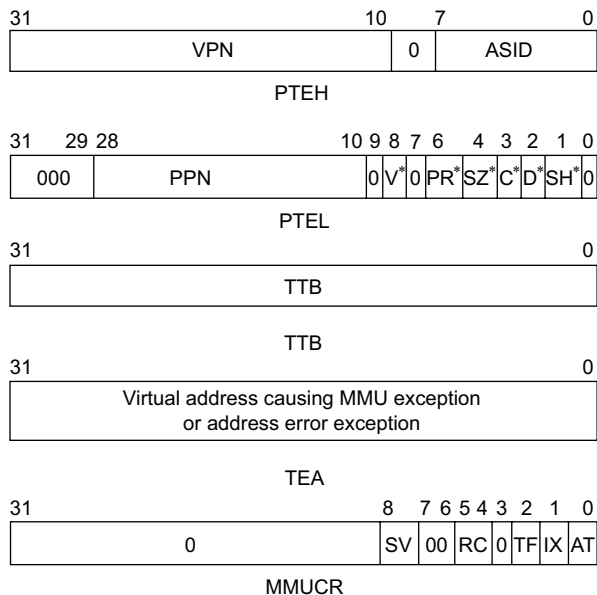 31 10 7 0
VPN 0 ASID
PTEH
31 29 28 10 9 8 7 6 4 3 2 1 0
000 PPN 0 V* 0 PR* SZ* C* D* SH* 0
PTEL
31 0
TTB
TTB
31 0
Virtual address causing MMU exception
or address error exception
TEA
31 8 7 6 5 4 3 2 1 0
0 SV 00 RC 0 TF IX AT
MMUCR